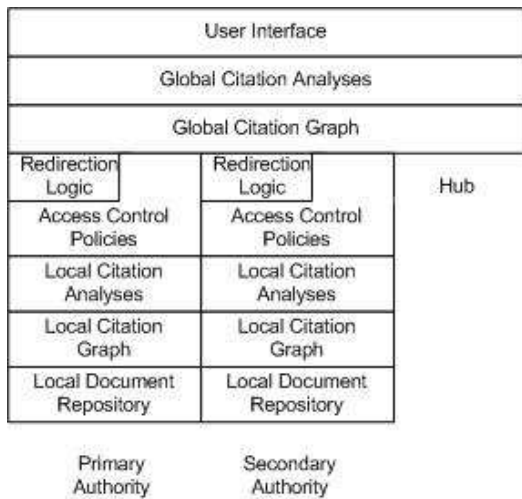 User Interface
Global Citation Analyses
Global Citation Graph
Redirection
Logic
Redirection
Logic
Hub
Access Control
Policies
Access Control
Policies
Local Citation
Analyses
Local Citation
Analyses
Local Citation
Graph
Local Citation
Graph
Local Document
Repository
Local Document
Repository
Primary
Authority
Secondary
Authority